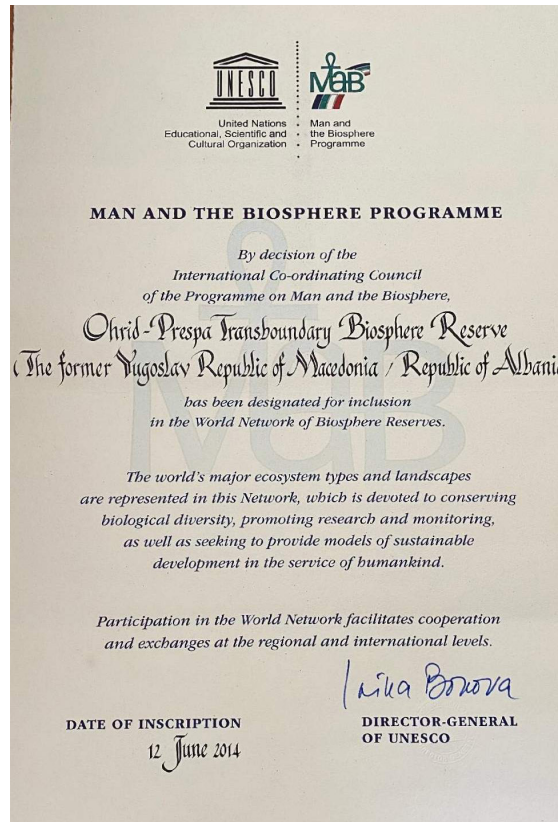 UNESCO
MaB
United Nations
Educational, Scientific and
Cultural Organization
Man and
the Biosphere
Programme
MAN AND THE BIOSPHERE PROGRAMME
By decision of the
International Co-ordinating Council
of the Programme on Man and the Biosphere,
Ohrid-Prespa Transboundary Biosphere Reserve
(The former Yugoslav Republic of Macedonia / Republic of Albani
has been designated for inclusion
in the World Network of Biosphere Reserves.
The world's major ecosystem types and landscapes
are represented in this Network, which is devoted to conserving
biological diversity, promoting research and monitoring,
as well as seeking to provide models of sustainable
development in the service of humankind.
Participation in the World Network facilitates cooperation
and exchanges at the regional and international levels.
Irina Bokova
DATE OF INSCRIPTION
12 June 2014
DIRECTOR-GENERAL
OF UNESCO
MaB